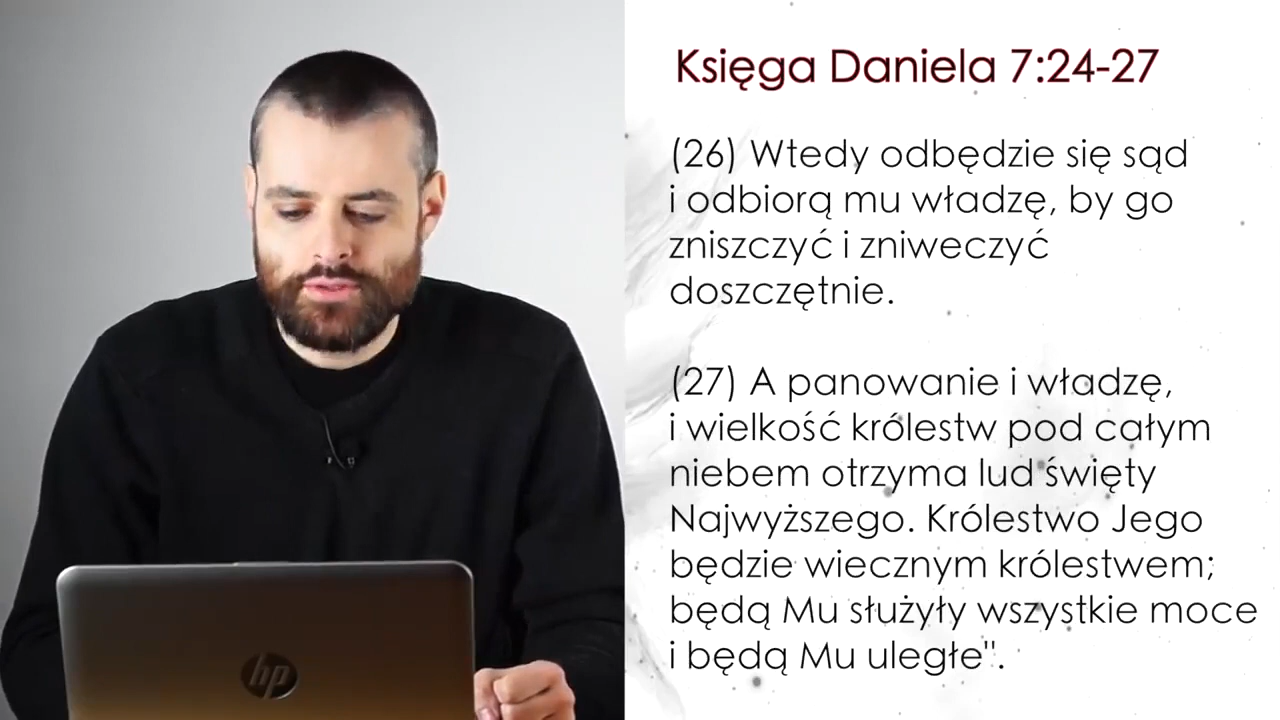 Księga Daniela 7:24-27
(26) Wtedy odbędzie się sąd
i odbiorą mu władzę, by go
zniszczyć i zniweczyć
doszczętnie.
(27) A panowanie i władzę,
i wielkość królestw pod całym
niebem otrzyma lud święty
Najwyższego. Królestwo Jego
będzie wiecznym królestwem;
będą Mu służyły wszystkie moce
i będą Mu uległe".
hp